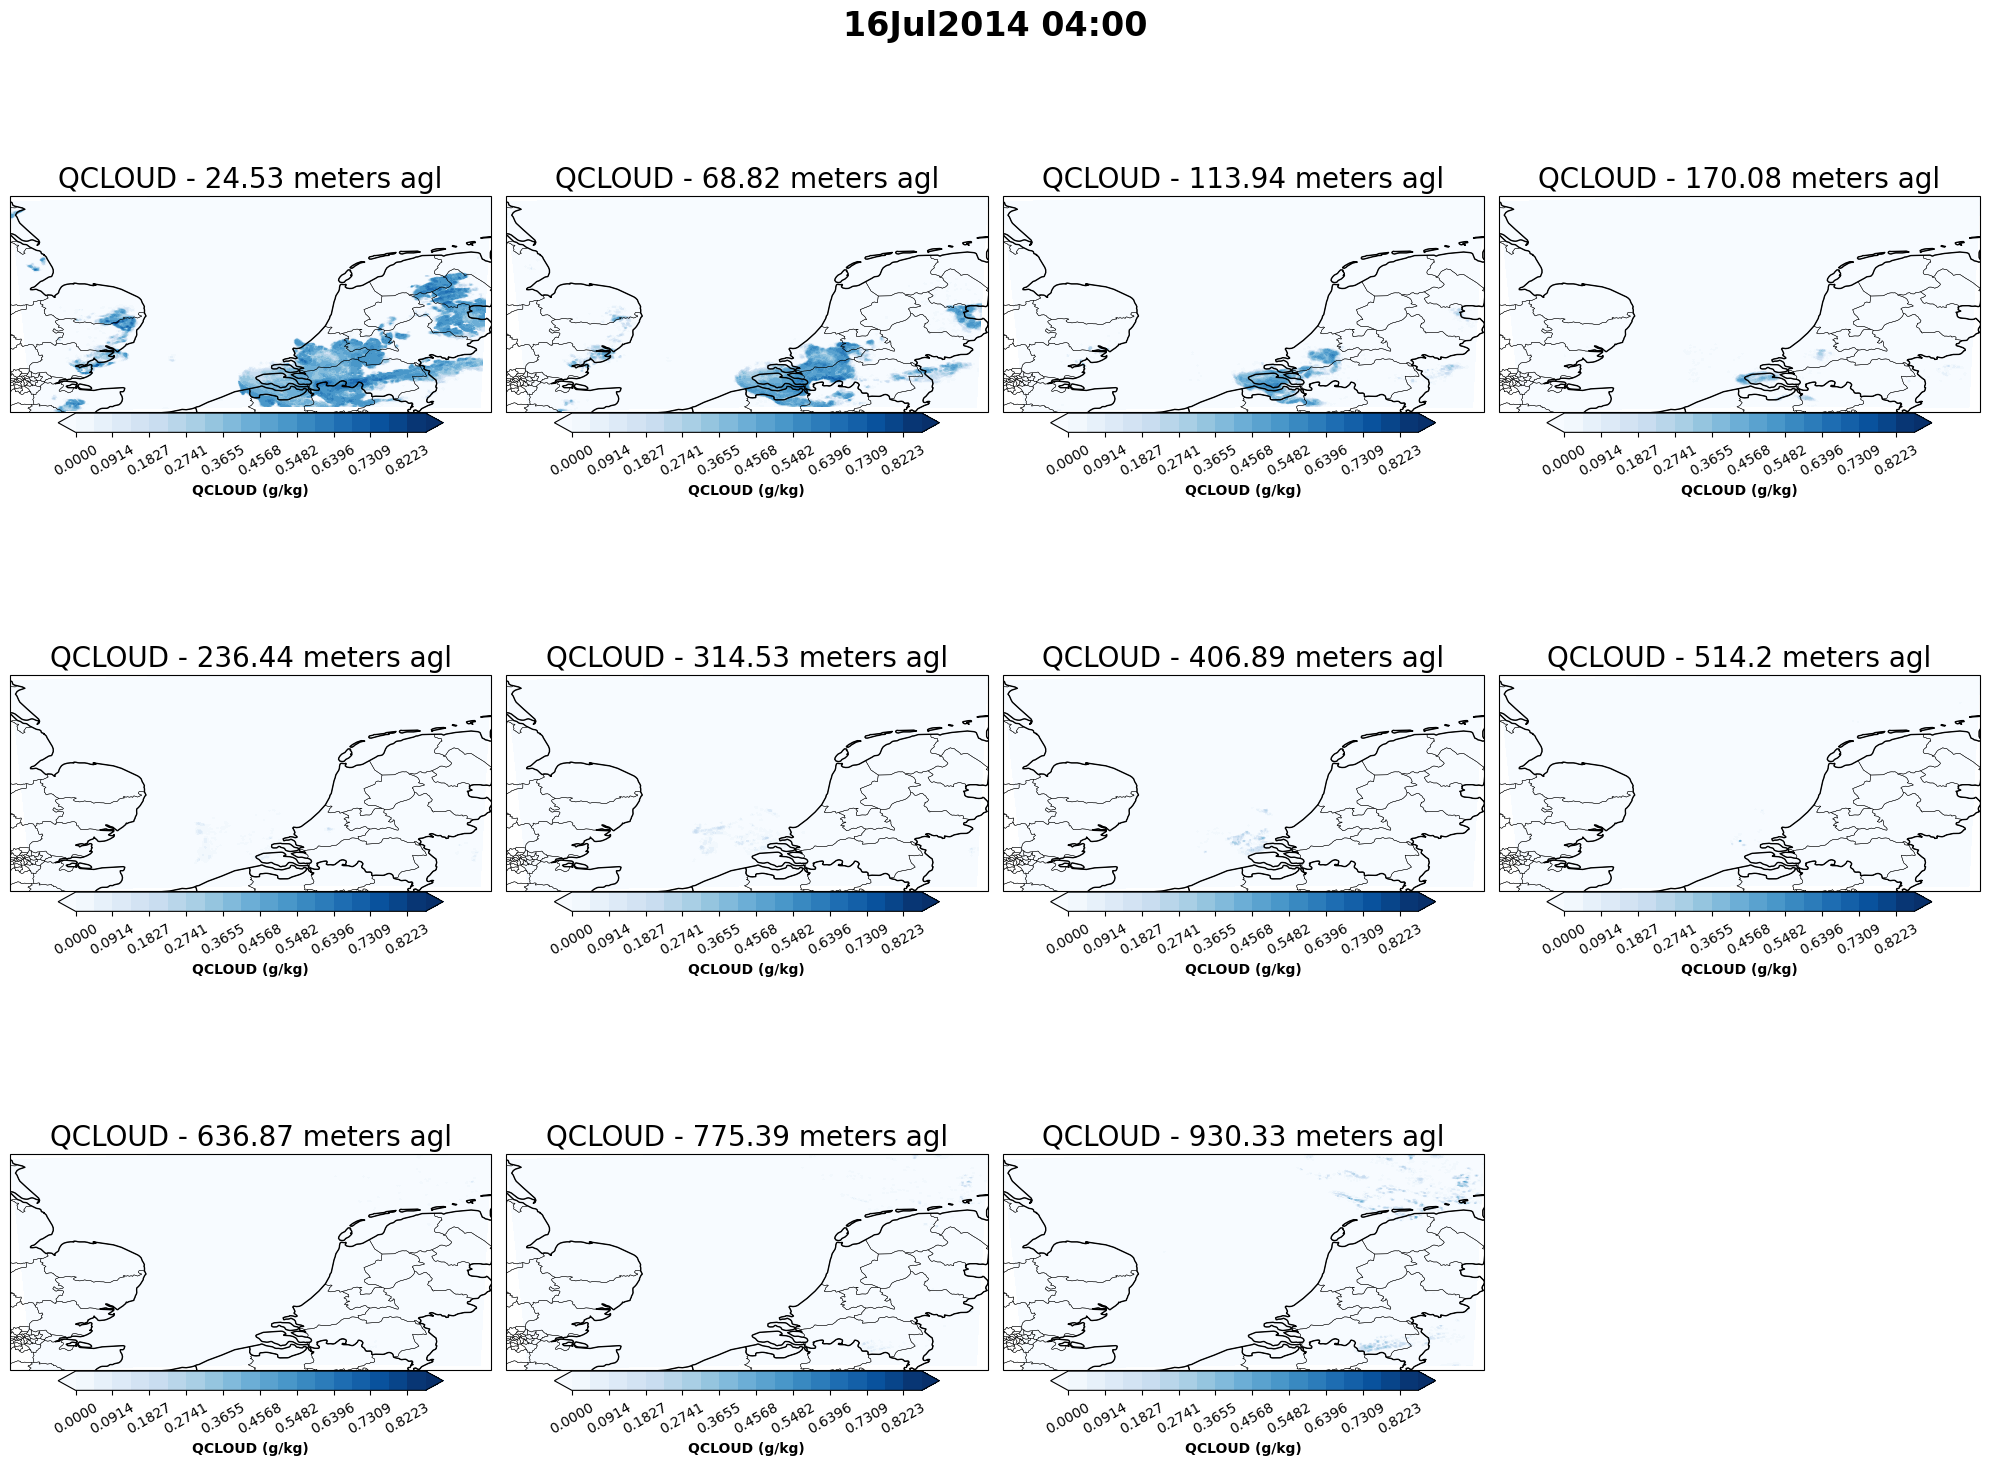 16Jul2014 04:00
QCLOUD - 24.53 meters agl
QCLOUD - 68.82 meters agl
QCLOUD - 113.94 meters agl
QCLOUD - 170.08 meters agl
0.0000 0.0914 0.1827 0.2741 0.3655 0.4568 0.5482 0.6396 0.7309 0.8223
0.0000 0.0914 0.1827 0.2741 0.3655 0.4568 0.5482 0.6396 0.7309 0.8223
0.0000 0.0914 0.1827 0.2741 0.3655 0.4568 0.5482 0.6396 0.7309 0.8223
0.0000 0.0914 0.1827 0.2741 0.3655 0.4568 0.5482 0.6396 0.7309 0.8223
QCLOUD (g/kg)
QCLOUD (g/kg)
QCLOUD (g/kg)
QCLOUD (g/kg)
QCLOUD - 236.44 meters agl
QCLOUD - 314.53 meters agl
QCLOUD - 406.89 meters agl
QCLOUD - 514.2 meters agl
0.0000 0.0914 0.1827 0.2741 0.3655 0.4568 0.5482 0.6396 0.7309 0.8223
0.0000 0.0914 0.1827 0.2741 0.3655 0.4568 0.5482 0.6396 0.7309 0.8223
0.0000 0.0914 0.1827 0.2741 0.3655 0.4568 0.5482 0.6396 0.7309 0.8223
0.0000 0.0914 0.1827 0.2741 0.3655 0.4568 0.5482 0.6396 0.7309 0.8223
QCLOUD (g/kg)
QCLOUD (g/kg)
QCLOUD (g/kg)
QCLOUD (g/kg)
QCLOUD - 636.87 meters agl
QCLOUD - 775.39 meters agl
QCLOUD - 930.33 meters agl
0.0000 0.0914 0.1827 0.2741 0.3655 0.4568 0.5482 0.6396 0.7309 0.8223
0.0000 0.0914 0.1827 0.2741 0.3655 0.4568 0.5482 0.6396 0.7309 0.8223
0.0000 0.0914 0.1827 0.2741 0.3655 0.4568 0.5482 0.6396 0.7309 0.8223
QCLOUD (g/kg)
QCLOUD (g/kg)
QCLOUD (g/kg)